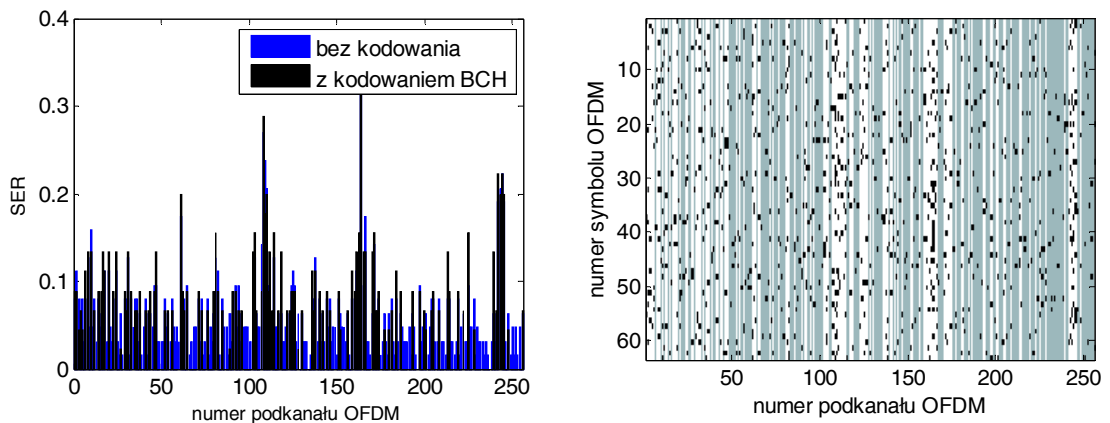 0.4
0.3
0.2
0.1
0
SER
bez kodowania
z kodowaniem BCH
0 50 100 150 200 250
numer podkanału OFDM
numer symbolu OFDM
10
20
30
40
50
60
50 100 150 200 250
numer podkanału OFDM